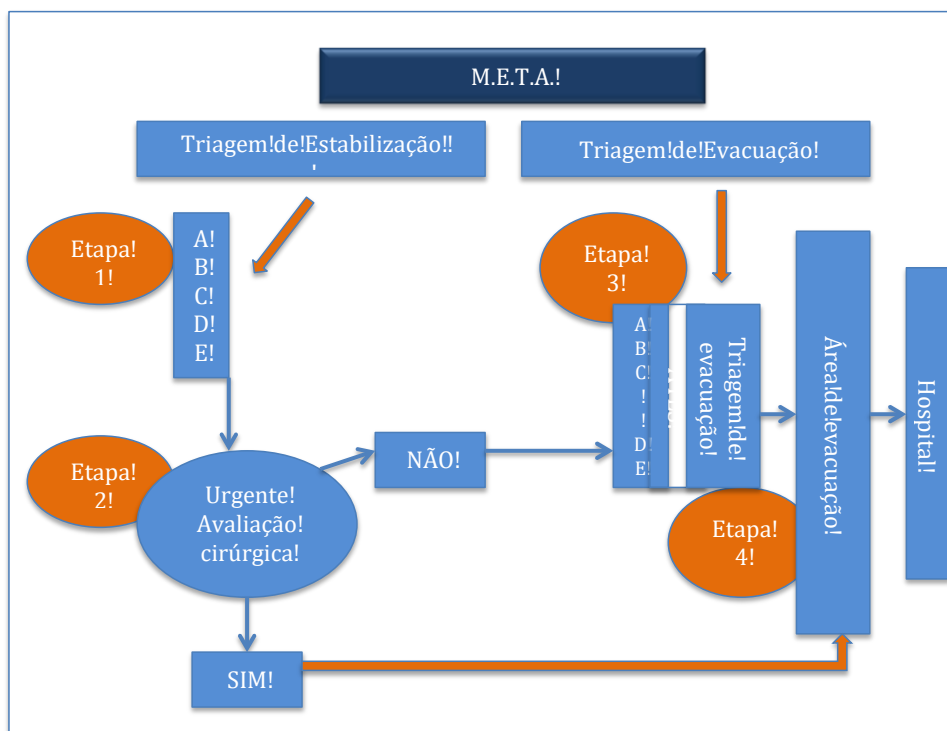 M.E.T.A.!
Triagem!de!Estabilização!!
!
Triagem!de!Evacuação!
Etapa!
1!
A!
B!
C!
D!
E!
Etapa!
2!
Urgente!
Avaliação!
cirúrgica!
NÃO!
SIM!
Etapa!
3!
A!
B!
C!
!
!
D!
E!
Triagem!de!
evacuação!
Etapa!
4!
Área!de!evacuação!
Hospital!